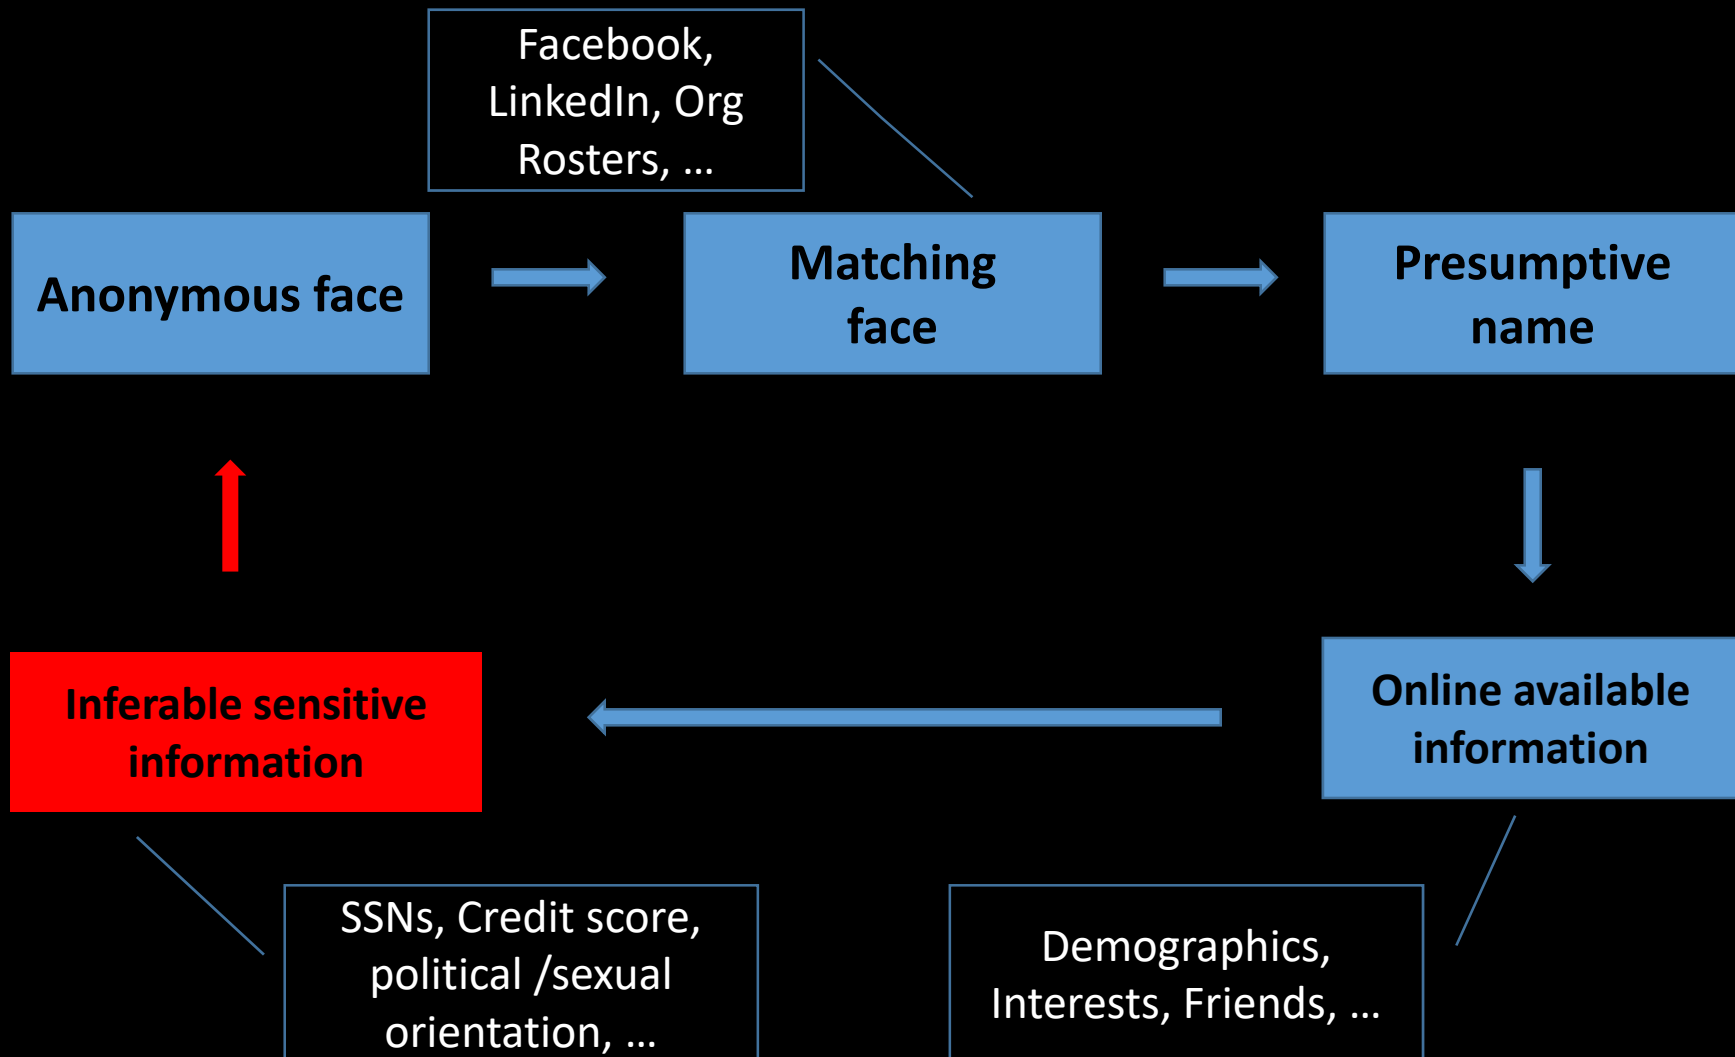 Facebook,
LinkedIn, Org
Rosters, ...
Anonymous face
Matching
face
Presumptive
name
Inferable sensitive
information
Online available
information
SSNs, Credit score,
political /sexual
orientation, ...
Demographics,
Interests, Friends, ...